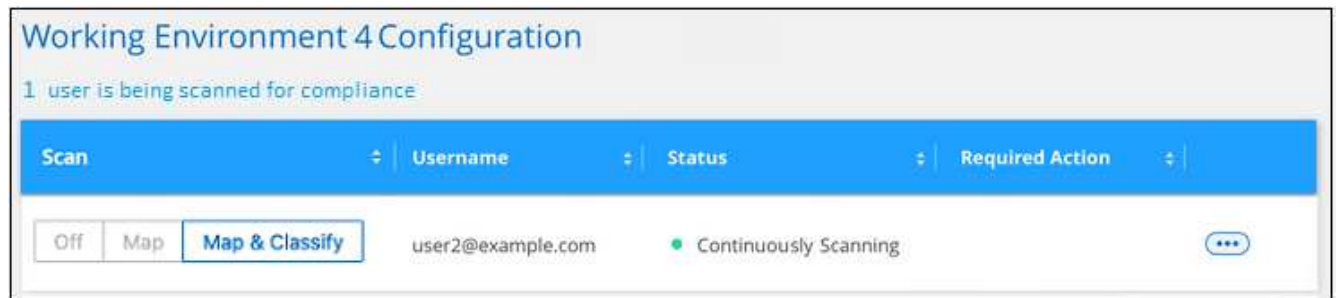 Working Environment 4 Configuration
1 user is being scanned for compliance
Scan Username Status Required Action
Off Map Map & Classify user2@example.com Continuously Scanning